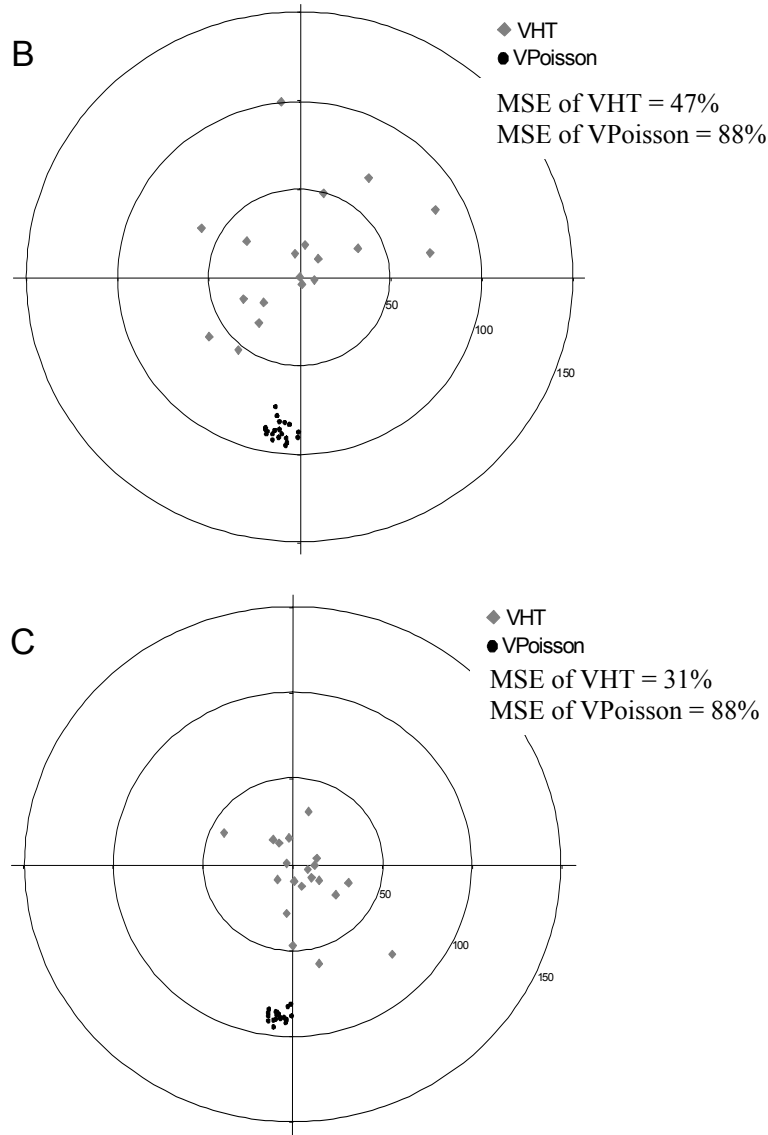 B
VHT
VPoisson
MSE of VHT = 47%
MSE of VPoisson = 88%
50
100
150
C
VHT
VPoisson
MSE of VHT = 31%
MSE of VPoisson = 88%
50
100
150